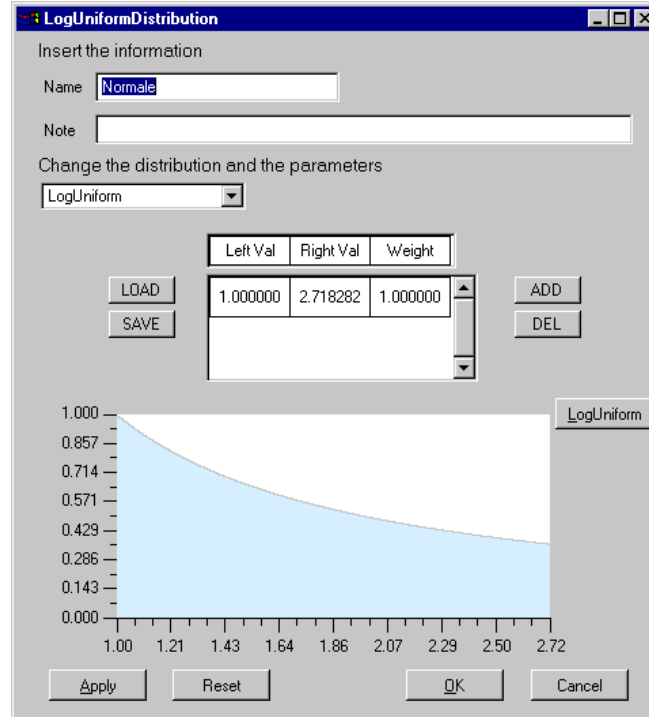 LogUniformDistribution
Insert the information
Name Normale
Note
Change the distribution and the parameters
LogUniform
Left Val Right Val Weight
LOAD 1.000000 2.718282 1.000000 ADD
SAVE DEL
LogUniform
1.000
0.857
0.714
0.571
0.429
0.286
0.143
0.000
1.00 1.21 1.43 1.64 1.86 2.07 2.29 2.50 2.72
Apply Reset OK Cancel